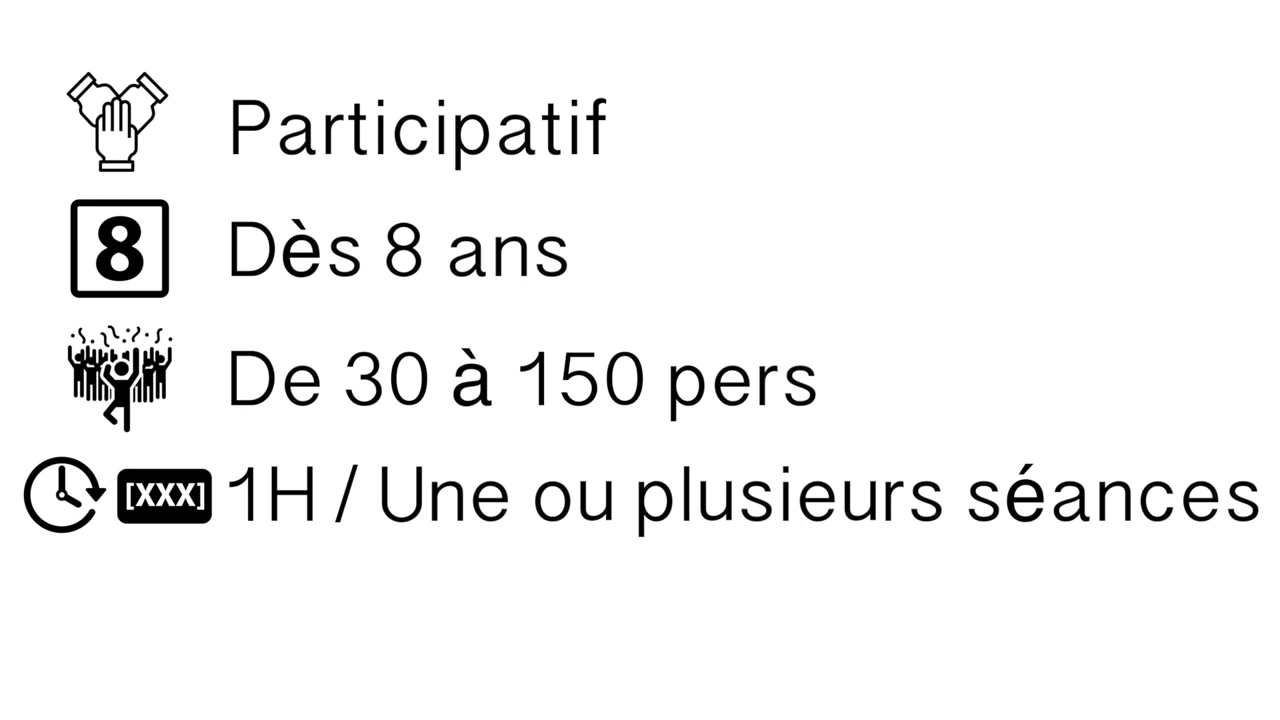 Participatif
8 Dès 8 ans
De 30 à 150 pers
[XXX] 1H / Une ou plusieurs séances